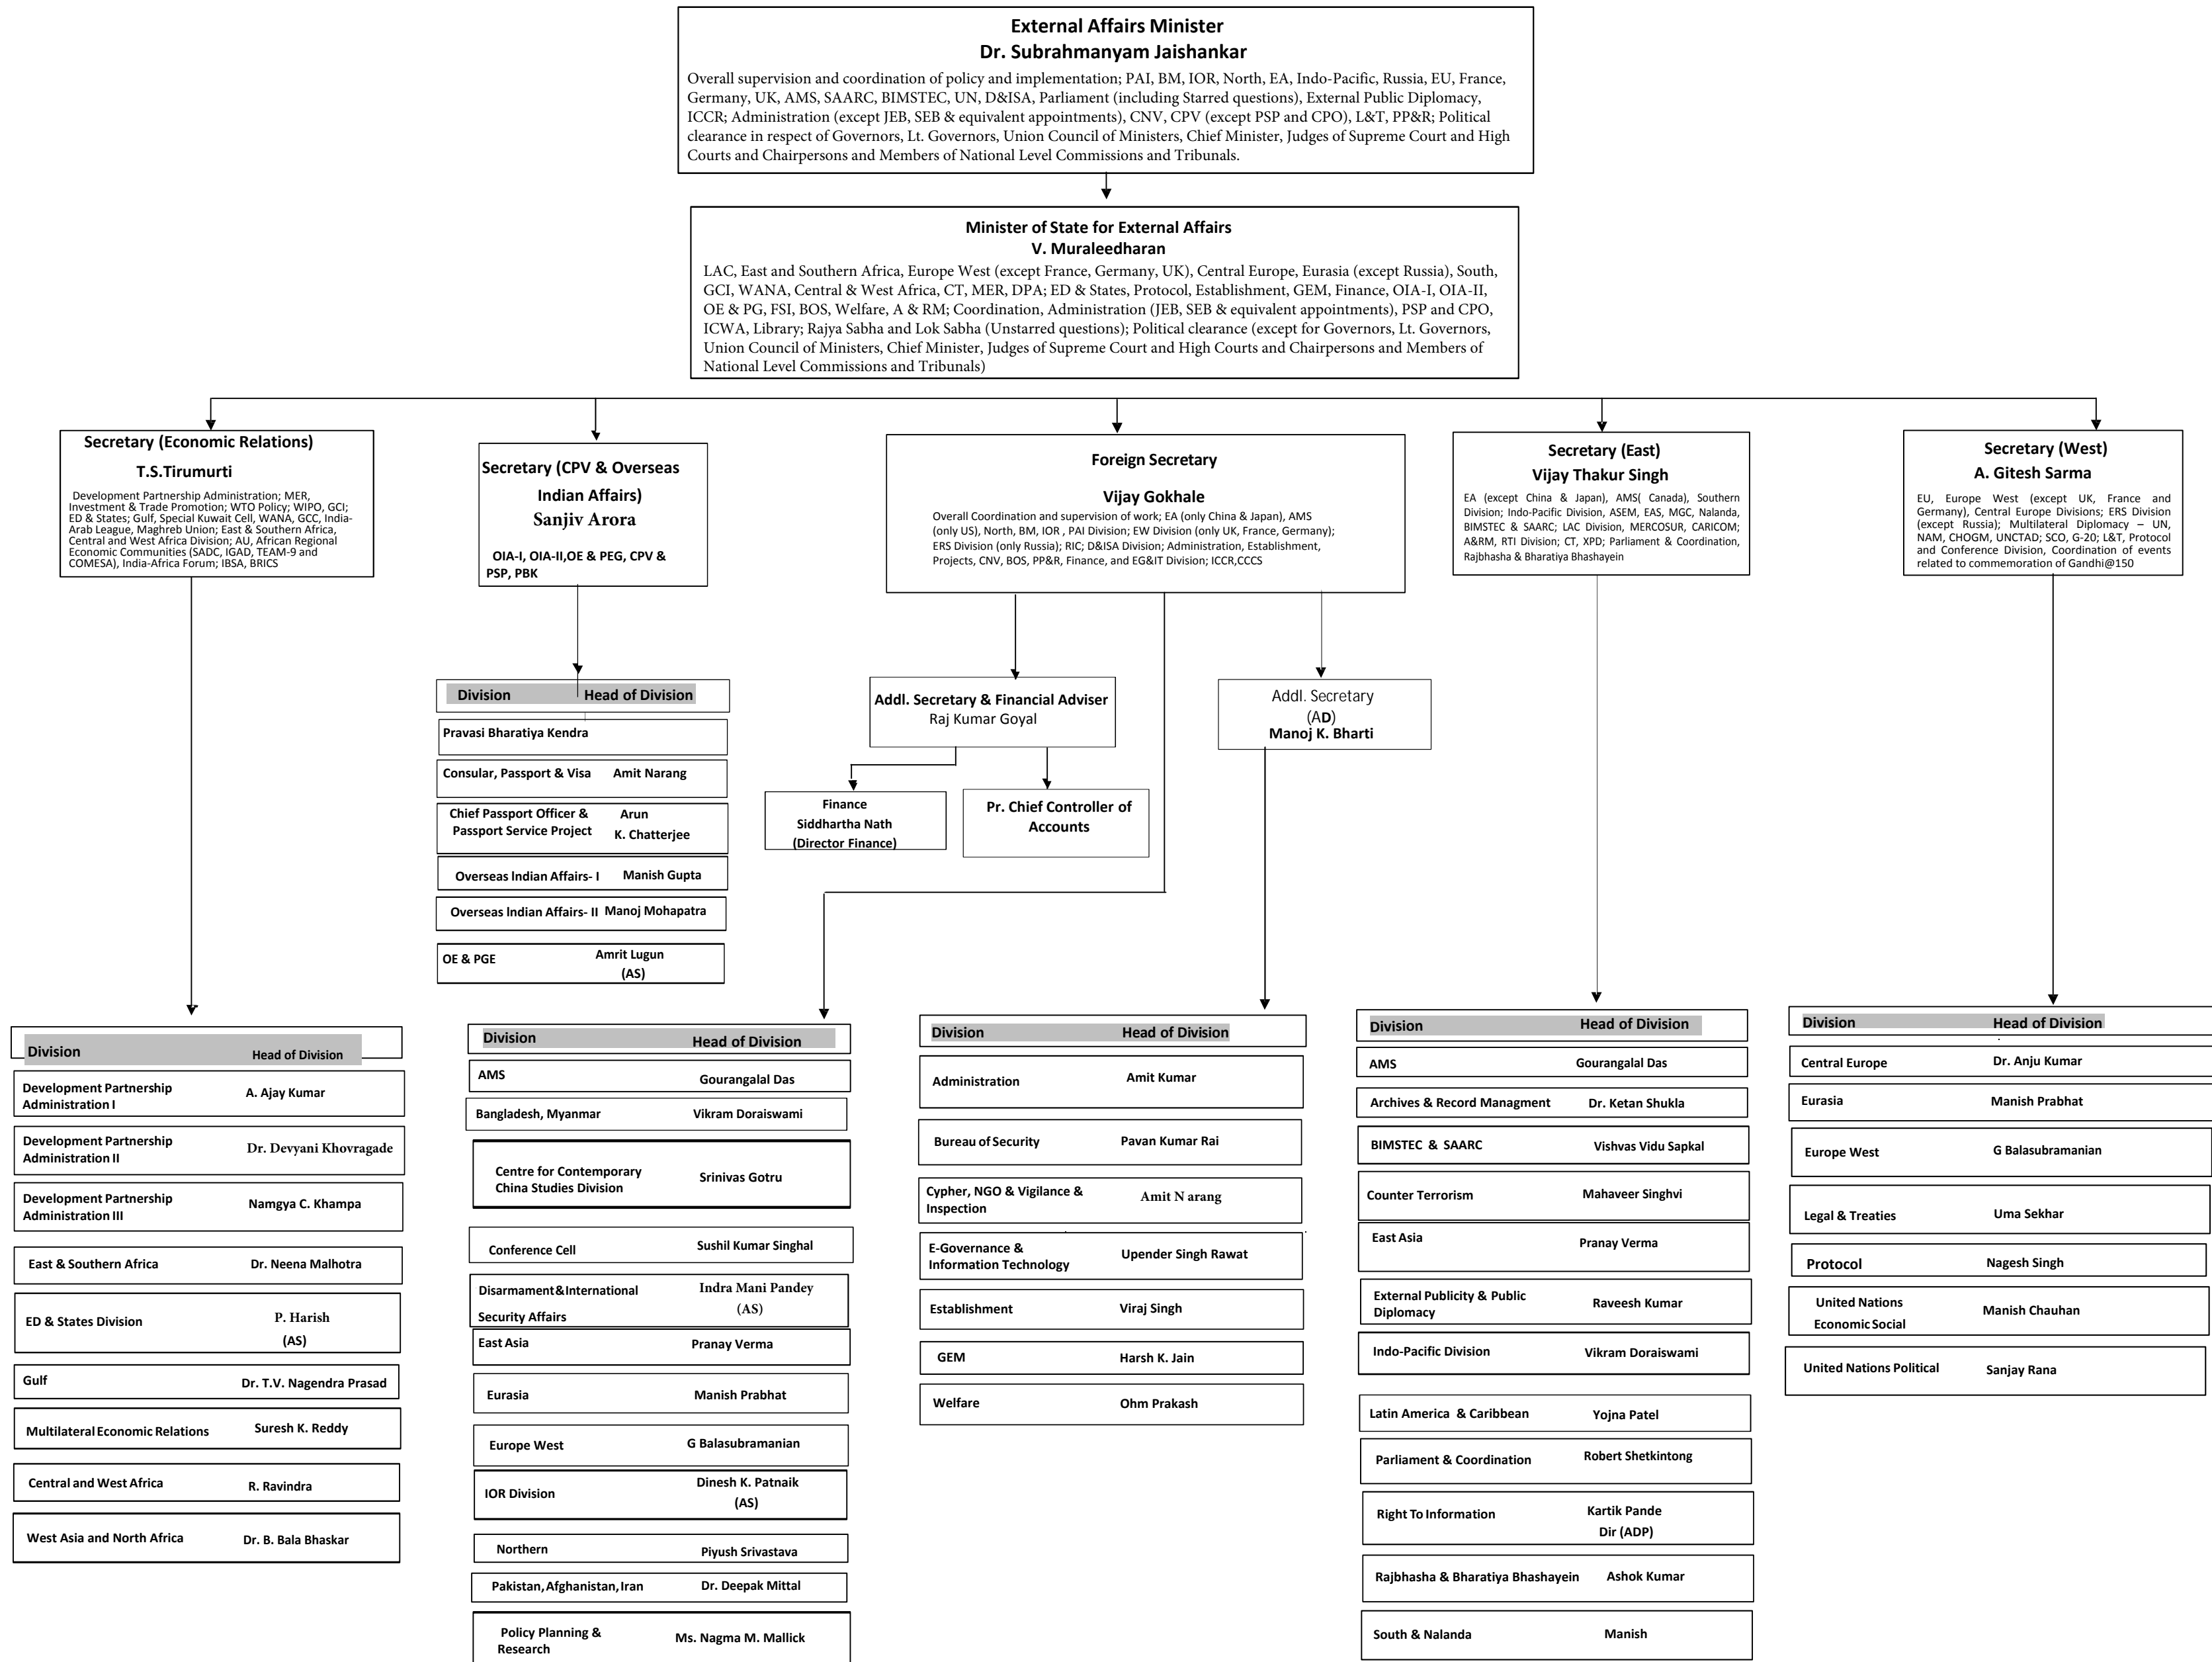 External Affairs Minister
Dr. Subrahmanyam Jaishankar
Overall supervision and coordination of policy and implementation; PAI, BM, IOR, North, EA, Indo-Pacific, Russia, EU, France,
Germany, UK, AMS, SAARC, BIMSTEC, UN, D&ISA, Parliament (including Starred questions), External Public Diplomacy,
ICCR; Administration (except JEB, SEB & equivalent appointments), CNV, CPV (except PSP and CPO), L&T, PP&R; Political
clearance in respect of Governors, Lt. Governors, Union Council of Ministers, Chief Minister, Judges of Supreme Court and High
Courts and Chairpersons and Members of National Level Commissions and Tribunals.
Minister of State for External Affairs
V. Muraleedharan
LAC, East and Southern Africa, Europe West (except France, Germany, UK), Central Europe, Eurasia (except Russia), South,
GCI, WANA, Central & West Africa, CT, MER, DPA; ED & States, Protocol, Establishment, GEM, Finance, OIA-I, OIA-II,
OE & PG, FSI, BOS, Welfare, A & RM; Coordination, Administration (JEB, SEB & equivalent appointments), PSP and CPO,
ICWA, Library; Rajya Sabha and Lok Sabha (Unstarred questions); Political clearance (except for Governors, Lt. Governors,
Union Council of Ministers, Chief Minister, Judges of Supreme Court and High Courts and Chairpersons and Members of
National Level Commissions and Tribunals)
Secretary (Economic Relations)
T.S.Tirumurti
Development Partnership Administration; MER,
Investment & Trade Promotion; WTO Policy; WIPO, GCI;
ED & States; Gulf, Special Kuwait Cell, WANA, GCC, India-
Arab League, Maghreb Union; East & Southern Africa,
Central and West Africa Division; AU, African Regional
Economic Communities (SADC, IGAD, TEAM-9 and
COMESA), India-Africa Forum; IBSA, BRICS
Secretary (CPV & Overseas
Indian Affairs)
Sanjiv Arora
OIA-I, OIA-II,OE & PEG, CPV &
PSP, PBK
Foreign Secretary
Vijay Gokhale
Overall Coordination and supervision of work; EA (only China & Japan), AMS
(only US), North, BM, IOR , PAI Division; EW Division (only UK, France, Germany);
ERS Division (only Russia); RIC; D&ISA Division; Administration, Establishment,
Projects, CNV, BOS, PP&R, Finance, and EG&IT Division; ICCR,CCCS
Secretary (East)
Vijay Thakur Singh
EA (except China & Japan), AMS( Canada), Southern
Division; Indo-Pacific Division, ASEM, EAS, MGC, Nalanda,
BIMSTEC & SAARC; LAC Division, MERCOSUR, CARICOM;
A&RM, RTI Division; CT, XPD; Parliament & Coordination,
Rajbhasha & Bharatiya Bhashayein
Secretary (West)
A. Gitesh Sarma
EU, Europe West (except UK, France and
Germany), Central Europe Divisions; ERS Division
(except Russia); Multilateral Diplomacy – UN,
NAM, CHOGM, UNCTAD; SCO, G-20; L&T, Protocol
and Conference Division, Coordination of events
related to commemoration of Gandhi@150
Division Head of Division
Pravasi Bharatiya Kendra
Consular, Passport & Visa Amit Narang
Chief Passport Officer & Arun
Passport Service Project K. Chatterjee
Overseas Indian Affairs- I Manish Gupta
Overseas Indian Affairs- II Manoj Mohapatra
OE & PGE Amrit Lugun
(AS)
Addl. Secretary & Financial Adviser
Raj Kumar Goyal
Addl. Secretary
(AD)
Manoj K. Bharti
Finance
Siddhartha Nath
(Director Finance)
Pr. Chief Controller of
Accounts
Division Head of Division
Development Partnership
Administration I A. Ajay Kumar
Development Partnership
Administration II Dr. Devyani Khovragade
Development Partnership
Administration III Namgya C. Khampa
East & Southern Africa Dr. Neena Malhotra
ED & States Division P. Harish
(AS)
Gulf Dr. T.V. Nagendra Prasad
Multilateral Economic Relations Suresh K. Reddy
Central and West Africa R. Ravindra
West Asia and North Africa Dr. B. Bala Bhaskar
Division Head of Division
AMS Gourangalal Das
Bangladesh, Myanmar Vikram Doraiswami
Centre for Contemporary
China Studies Division Srinivas Gotru
Conference Cell Sushil Kumar Singhal
Disarmament&International Indra Mani Pandey
Security Affairs (AS)
East Asia Pranay Verma
Eurasia Manish Prabhat
Europe West G Balasubramanian
IOR Division Dinesh K. Patnaik
(AS)
Northern Piyush Srivastava
Pakistan,Afghanistan,Iran Dr. Deepak Mittal
Policy Planning &
Research Ms. Nagma M. Mallick
Division Head of Division
Administration Amit Kumar
Bureau of Security Pavan Kumar Rai
Cypher, NGO & Vigilance &
Inspection Amit N arang
E-Governance &
Information Technology Upender Singh Rawat
Establishment Viraj Singh
GEM Harsh K. Jain
Welfare Ohm Prakash
Division Head of Division
AMS Gourangalal Das
Archives & Record Managment Dr. Ketan Shukla
BIMSTEC & SAARC Vishvas Vidu Sapkal
Counter Terrorism Mahaveer Singhvi
East Asia Pranay Verma
External Publicity & Public
Diplomacy Raveesh Kumar
Indo-Pacific Division Vikram Doraiswami
Latin America & Caribbean Yojna Patel
Parliament & Coordination Robert Shetkintong
Right To Information Kartik Pande
Dir (ADP)
Rajbhasha & Bharatiya Bhashayein Ashok Kumar
South & Nalanda Manish
Division Head of Division
Central Europe Dr. Anju Kumar
Eurasia Manish Prabhat
Europe West G Balasubramanian
Legal & Treaties Uma Sekhar
Protocol Nagesh Singh
United Nations
Economic Social Manish Chauhan
United Nations Political Sanjay Rana